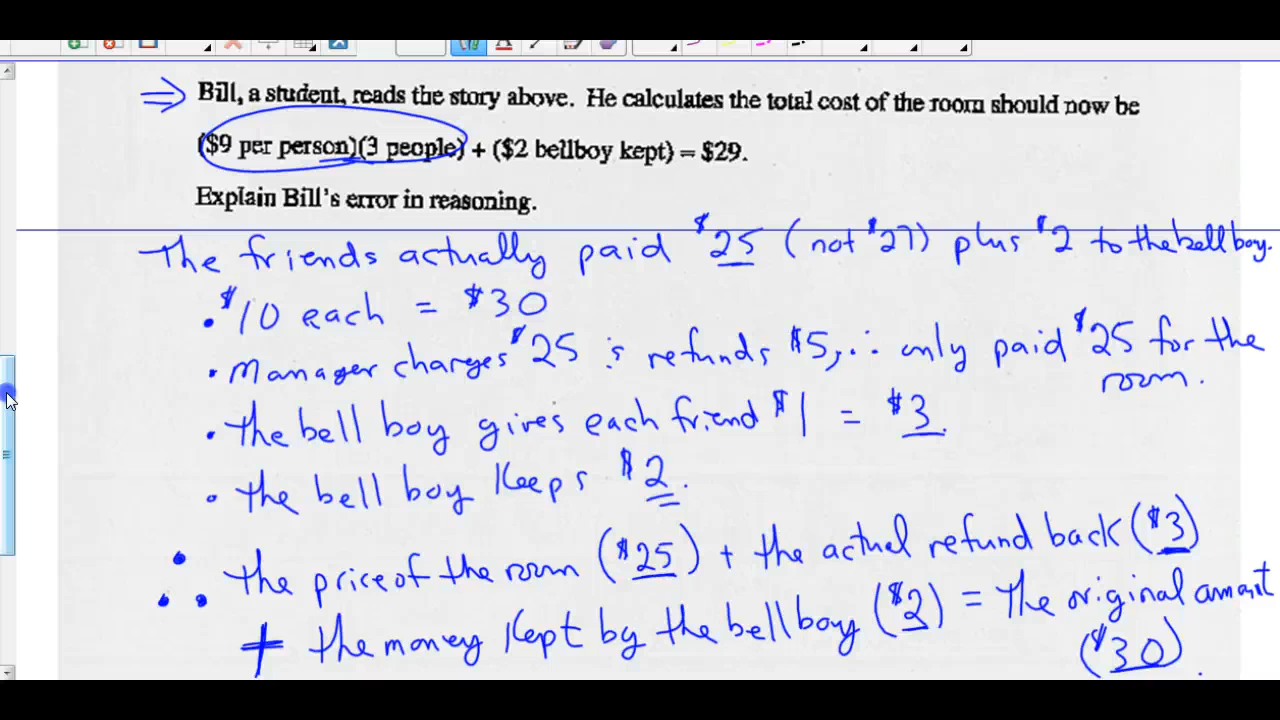 ⇒ Bill, a student, reads the story above. He calculates the total cost of the room should now be
($9 per person)(3 people) + ($2 bellboy kept) = $29.
Explain Bill's error in reasoning.
The friends actually paid $25 (not $27) plus $2 to the bell boy.
• $10 each = $30
• Manager charges $25 & refunds $5, ∴ only paid $25 for the
room.
• the bell boy gives each friend $1 = $3.
• the bell boy keeps $2.
∴ the price of the room ($25) + the actual refund back ($3)
+ the money kept by the bell boy ($2) = the original amount
($30).